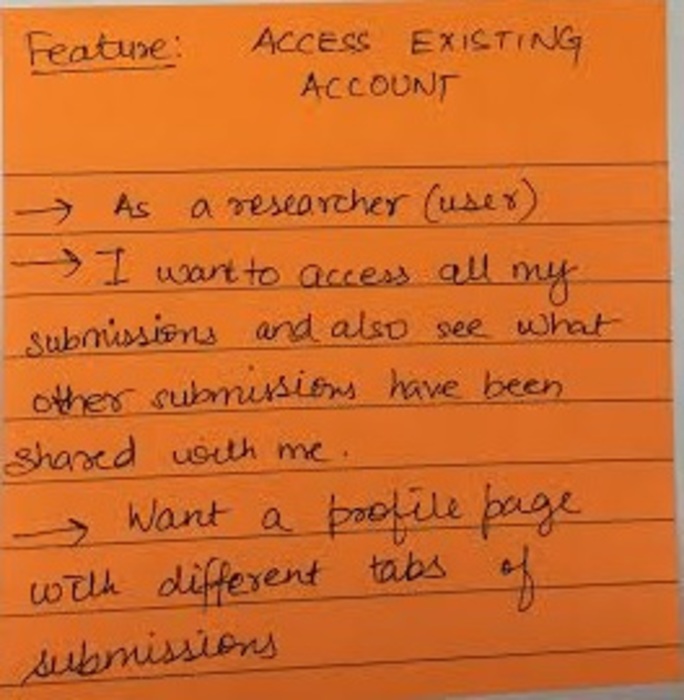 Feature: ACCESS EXISTING
ACCOUNT
→ As a researcher (user)
→ I want to access all my
submissions and also see what
other submissions have been
shared with me.
→ Want a profile page
with different tabs of
submissions